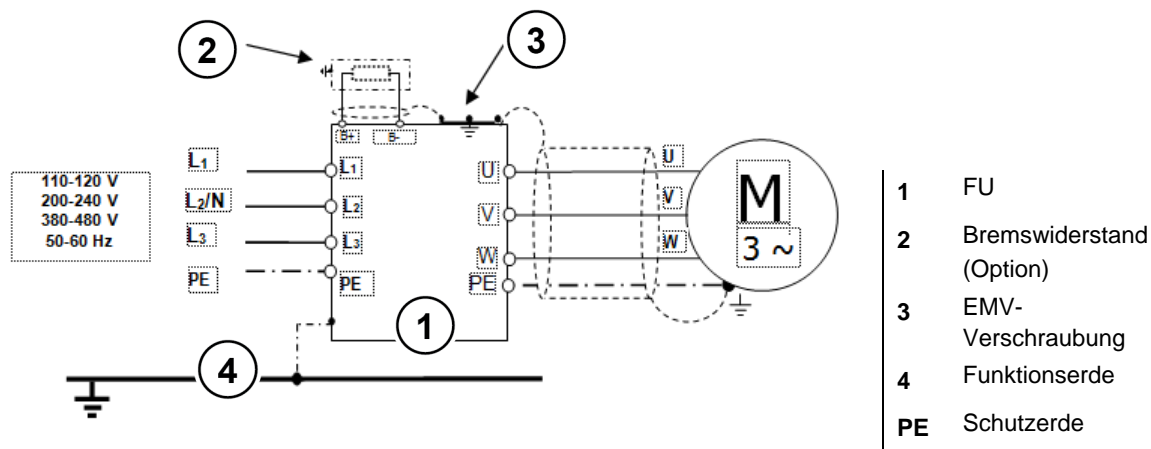 2
3
B+
B-
L1
L1
U
U
110-120 V
200-240 V
380-480 V
50-60 Hz
L2/N
L2
V
V
M
3 ~
L3
L3
W
W
PE
PE
PE
1
4
1 FU
2 Bremswiderstand
(Option)
3 EMV-
Verschraubung
4 Funktionserde
PE Schutzerde